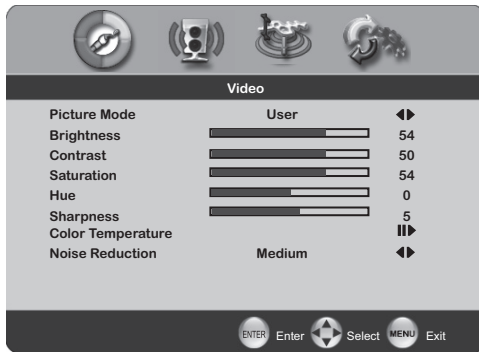 Video
Picture Mode User
Brightness 54
Contrast 50
Saturation 54
Hue 0
Sharpness 5
Color Temperature
Noise Reduction Medium
ENTER Enter Select MENU Exit